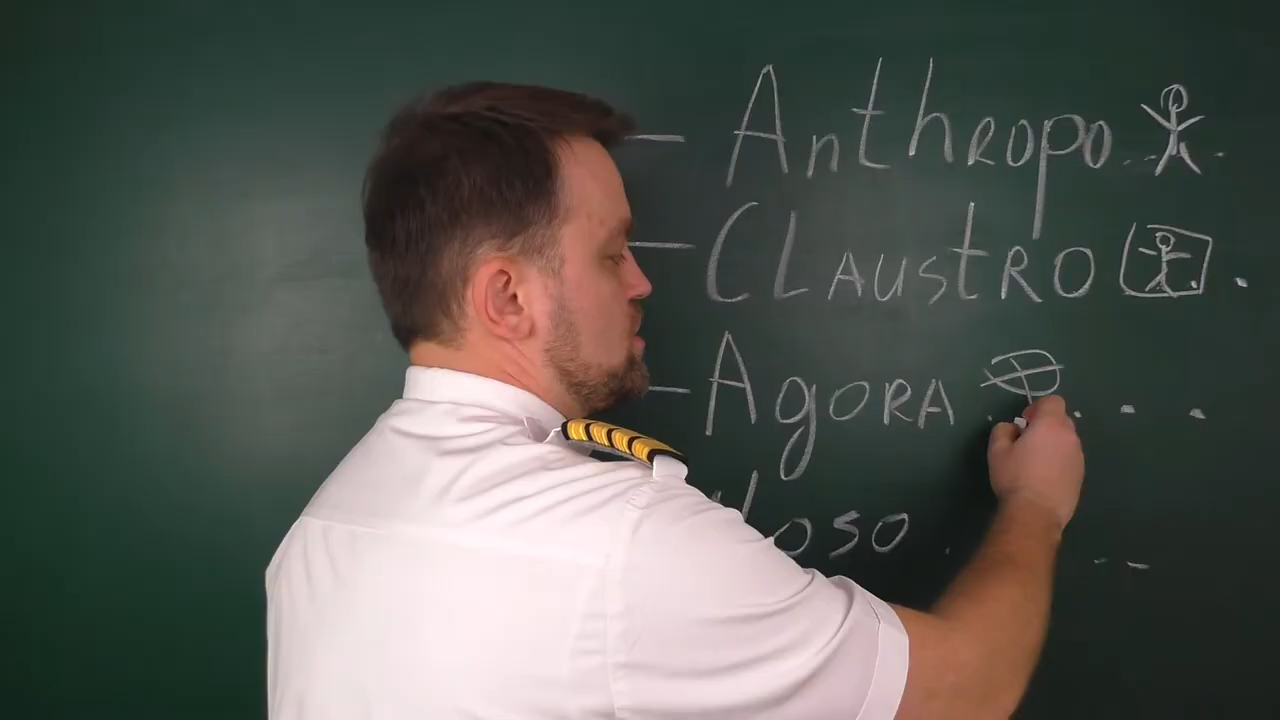 — Anthropo...
— CLAUSTRO .
— AgoRA . . . .